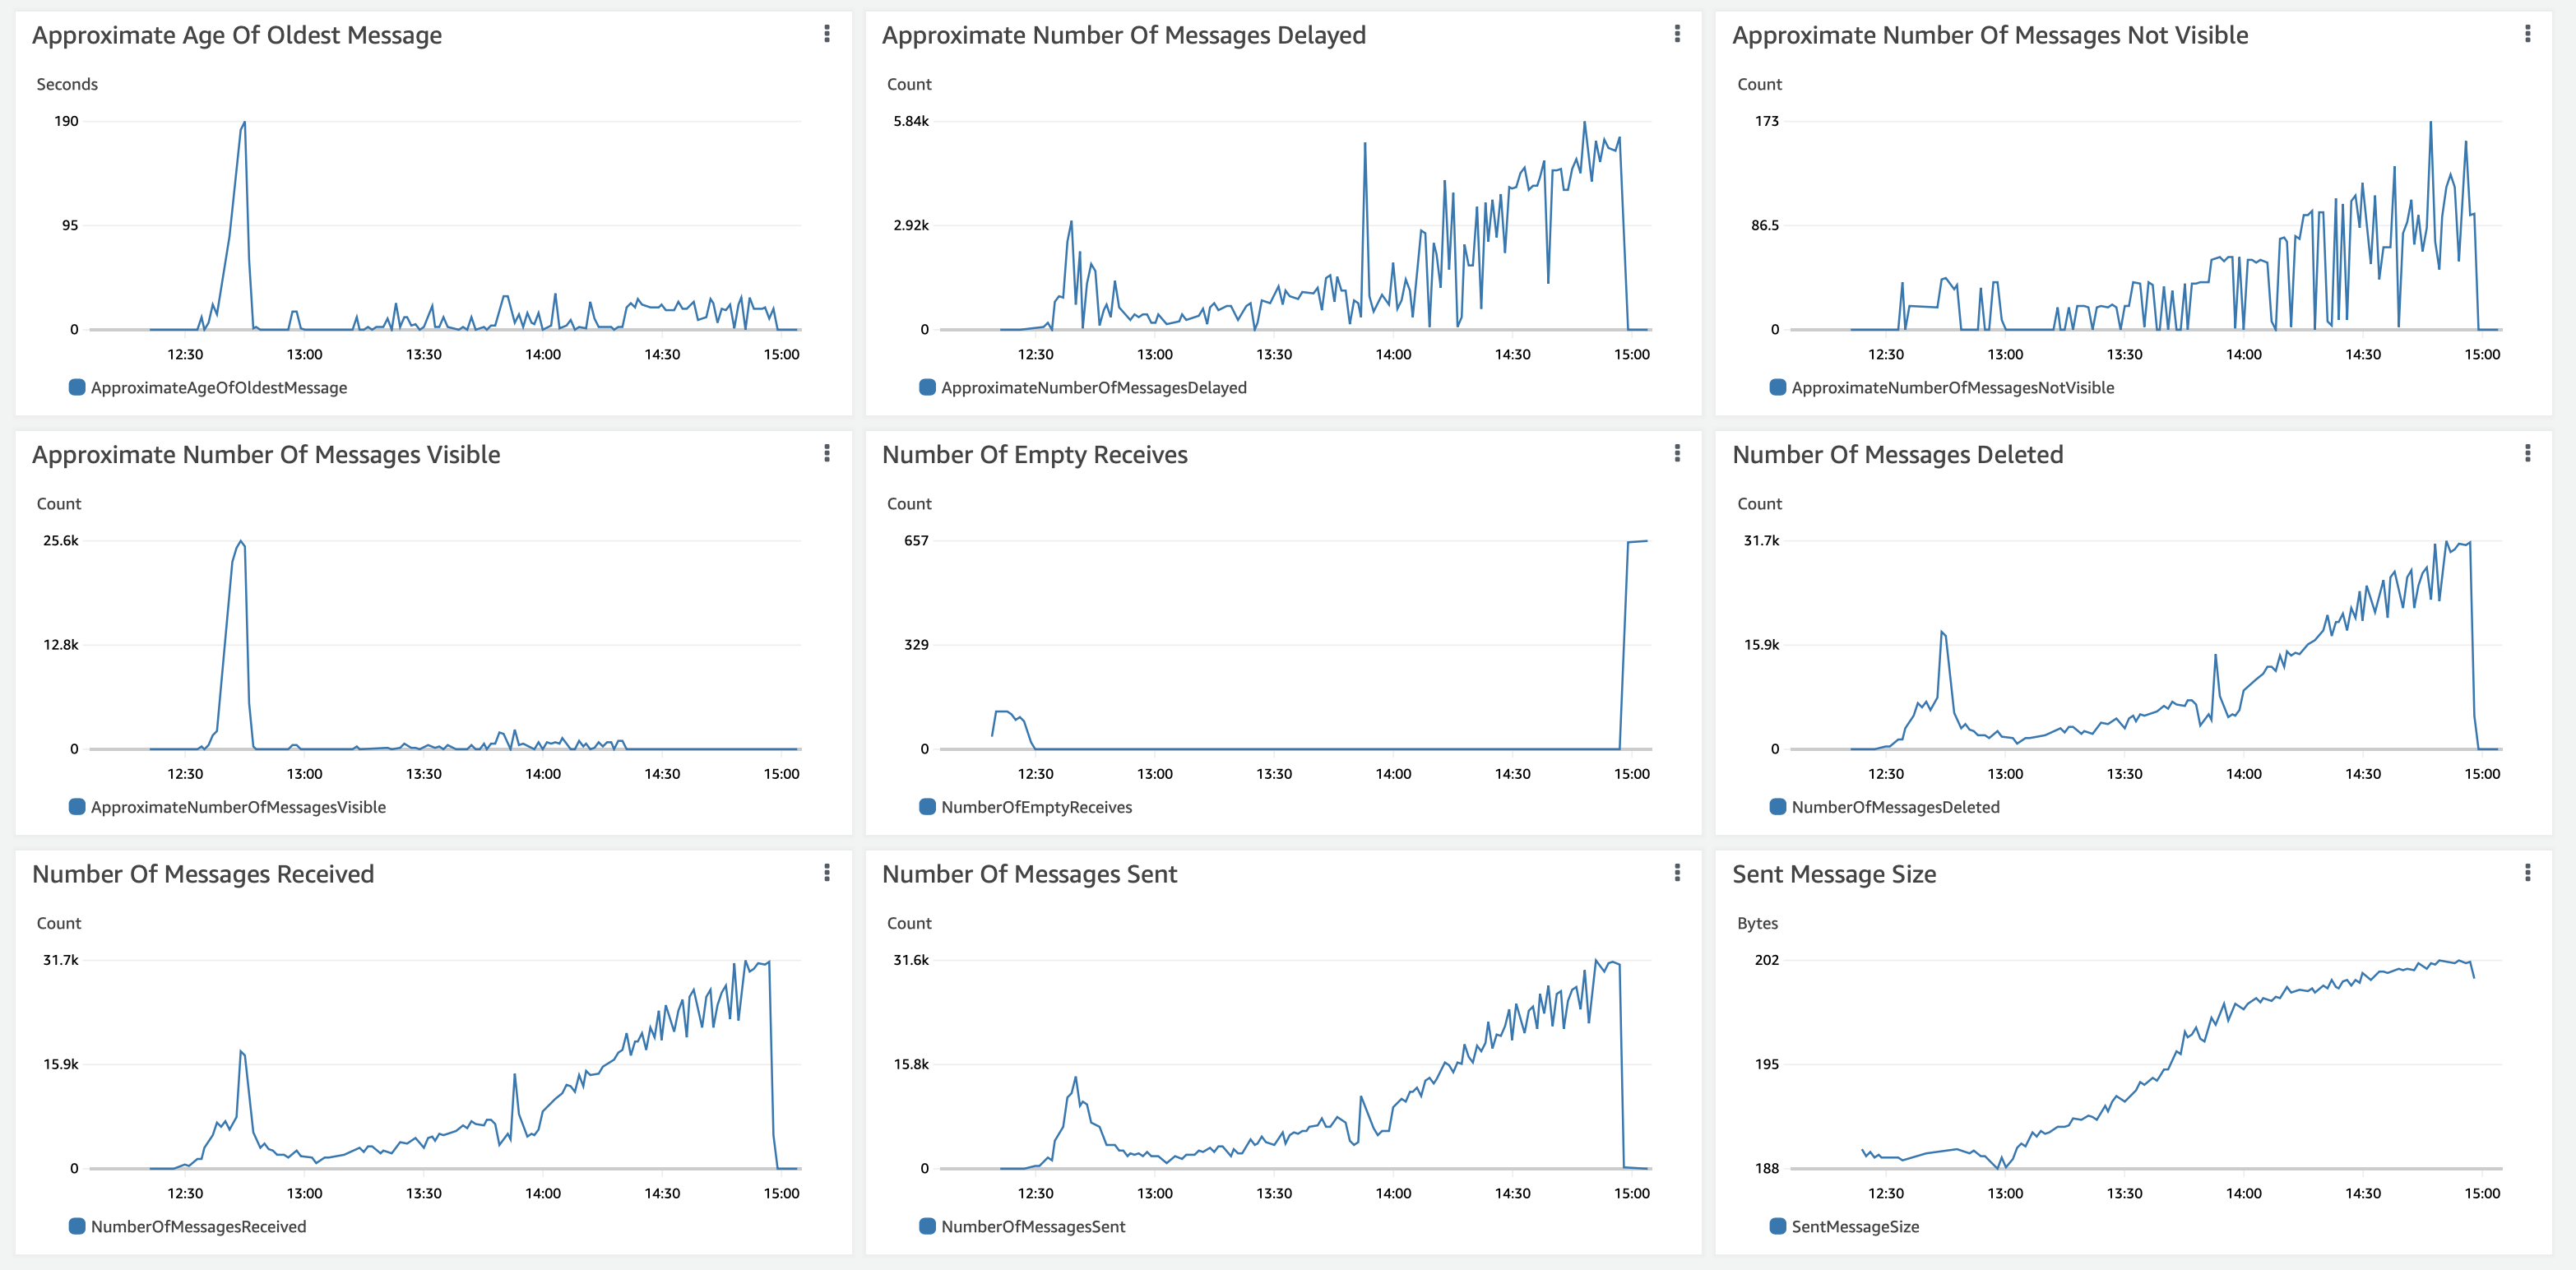 Approximate Age Of Oldest Message
Seconds
190
95
0
12:30 13:00 13:30 14:00 14:30 15:00
ApproximateAgeOfOldestMessage
Approximate Number Of Messages Delayed
Count
5.84k
2.92k
0
12:30 13:00 13:30 14:00 14:30 15:00
ApproximateNumberOfMessagesDelayed
Approximate Number Of Messages Not Visible
Count
173
86.5
0
12:30 13:00 13:30 14:00 14:30 15:00
ApproximateNumberOfMessagesNotVisible
Approximate Number Of Messages Visible
Count
25.6k
12.8k
0
12:30 13:00 13:30 14:00 14:30 15:00
ApproximateNumberOfMessagesVisible
Number Of Empty Receives
Count
657
329
0
12:30 13:00 13:30 14:00 14:30 15:00
NumberOfEmptyReceives
Number Of Messages Deleted
Count
31.7k
15.9k
0
12:30 13:00 13:30 14:00 14:30 15:00
NumberOfMessagesDeleted
Number Of Messages Received
Count
31.7k
15.9k
0
12:30 13:00 13:30 14:00 14:30 15:00
NumberOfMessagesReceived
Number Of Messages Sent
Count
31.6k
15.8k
0
12:30 13:00 13:30 14:00 14:30 15:00
NumberOfMessagesSent
Sent Message Size
Bytes
202
195
188
12:30 13:00 13:30 14:00 14:30 15:00
SentMessageSize